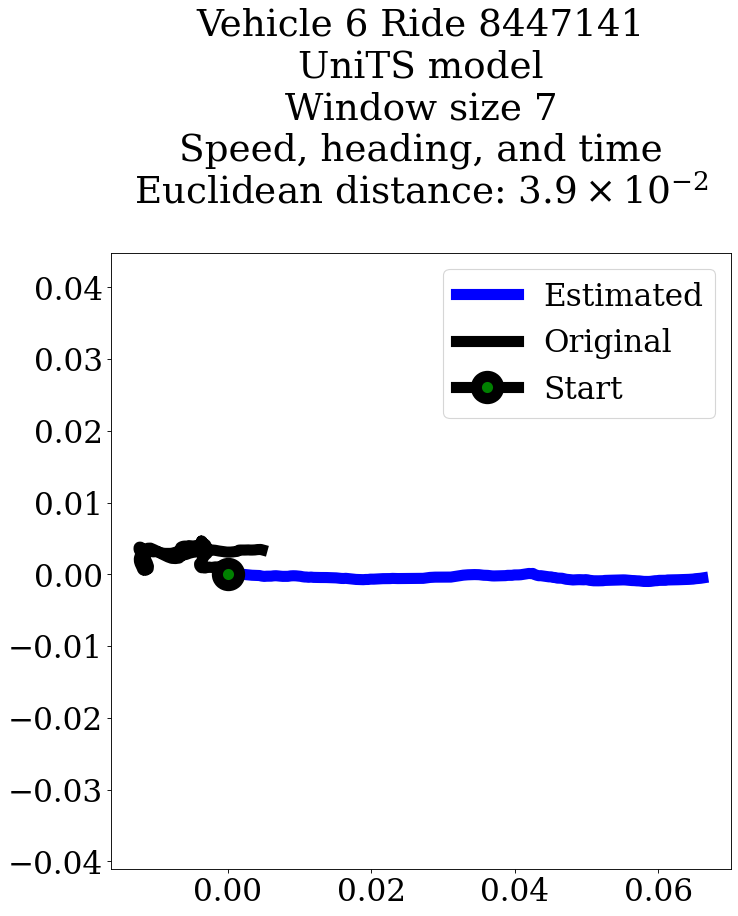 Vehicle 6 Ride 8447141
UniTS model
Window size 7
Speed, heading, and time
Euclidean distance: 3.9 × 10⁻²
Estimated
Original
Start
0.04
0.03
0.02
0.01
0.00
−0.01
−0.02
−0.03
−0.04
0.00 0.02 0.04 0.06